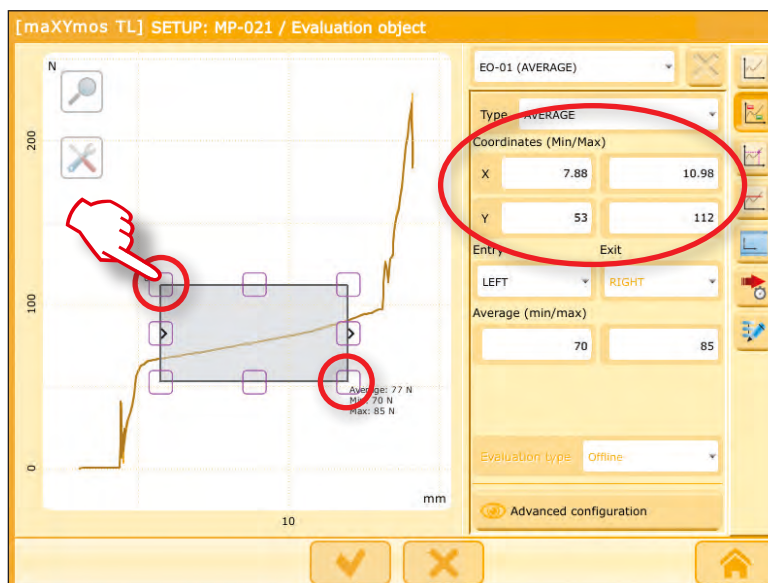 [maXYmos TL] SETUP: MP-021 / Evaluation object
N
200
100
0
10
mm
Average: 77 N
Min: 70 N
Max: 85 N
EO-01 (AVERAGE)
Type AVERAGE
Coordinates (Min/Max)
X 7.88 10.98
Y 53 112
Entry Exit
LEFT RIGHT
Average (min/max)
70 85
Evaluation type Offline
Advanced configuration